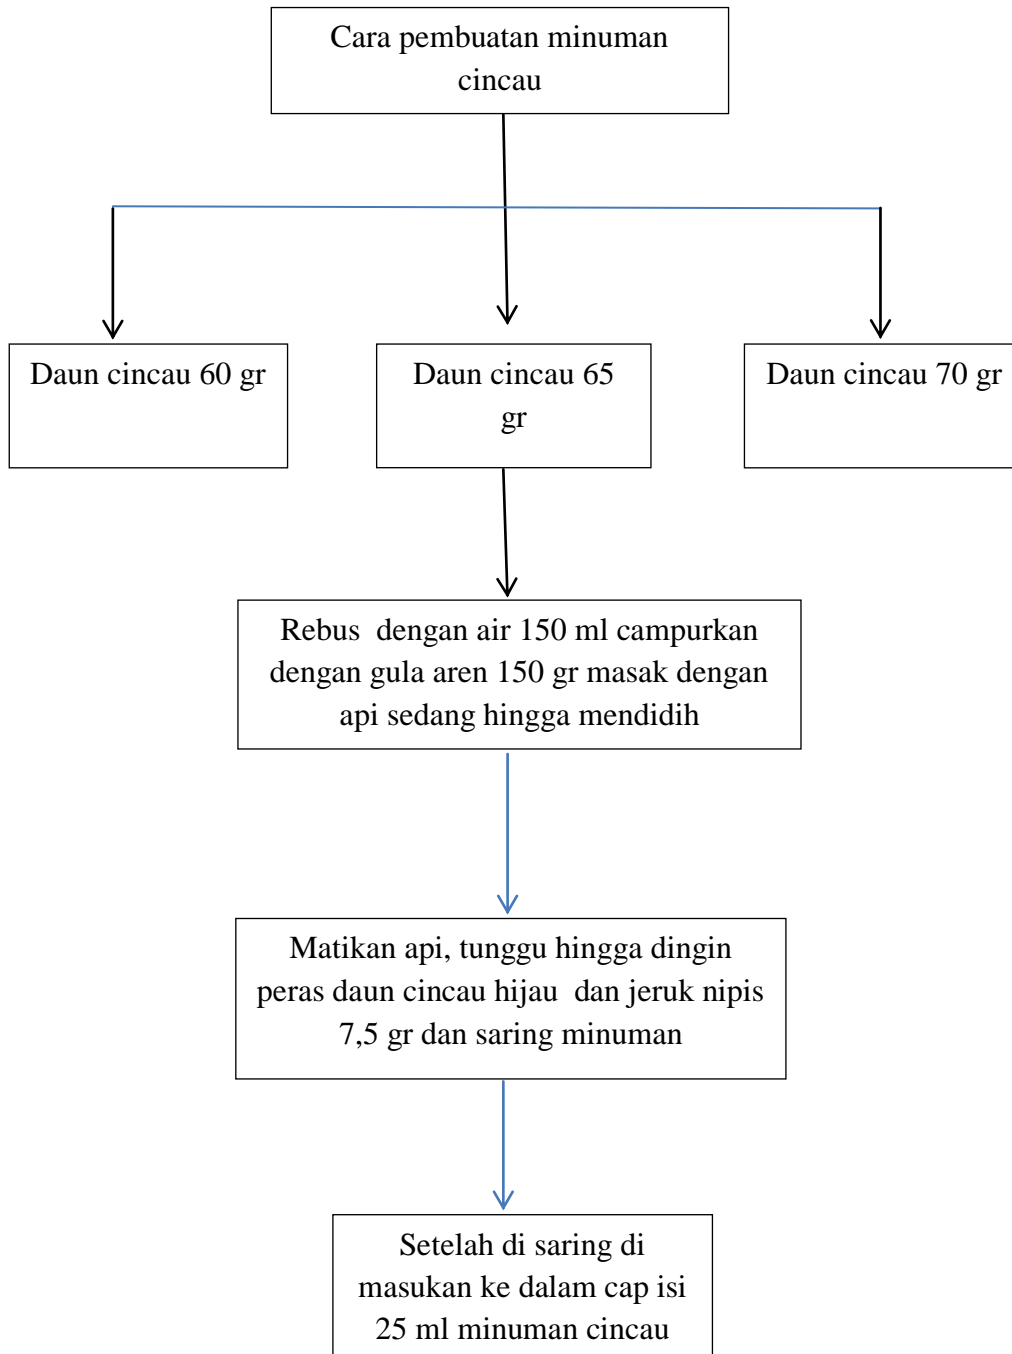 Cara pembuatan minuman
cincau
Daun cincau 60 gr
Daun cincau 65
gr
Daun cincau 70 gr
Rebus dengan air 150 ml campurkan
dengan gula aren 150 gr masak dengan
api sedang hingga mendidih
Matikan api, tunggu hingga dingin
peras daun cincau hijau dan jeruk nipis
7,5 gr dan saring minuman
Setelah di saring di
masukan ke dalam cap isi
25 ml minuman cincau